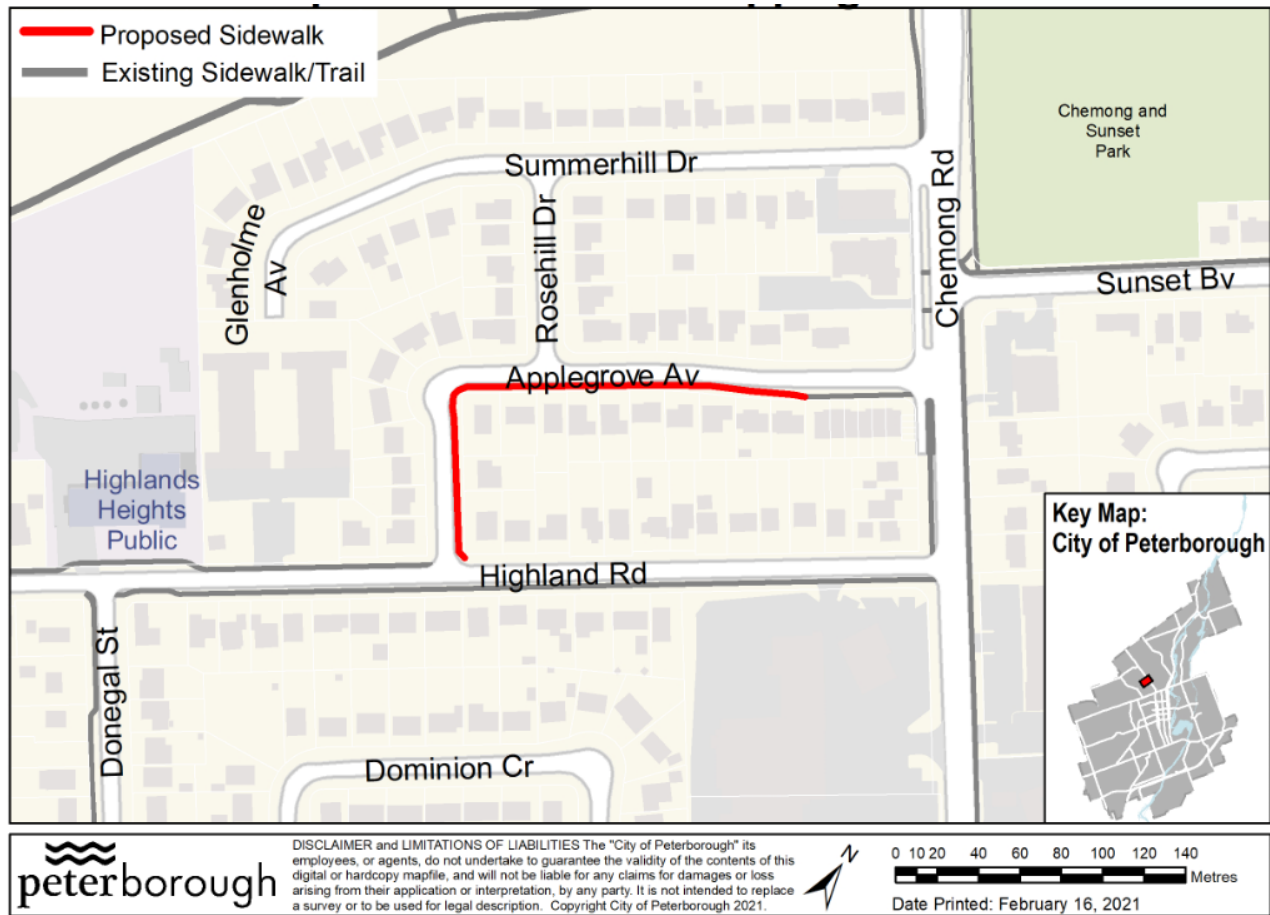 Proposed Sidewalk
Existing Sidewalk/Trail
Chemong and
Sunset
Park
Summerhill Dr
Chemong Rd
Rosehill Dr
Glenholme
Av
Sunset Bv
Applegrove Av
Highlands
Heights
Public
Highland Rd
Donegal St
Dominion Cr
Key Map:
City of Peterborough
peterborough
DISCLAIMER and LIMITATIONS OF LIABILITIES The "City of Peterborough" its
employees, or agents, do not undertake to guarantee the validity of the contents of this
digital or hardcopy mapfile, and will not be liable for any claims for damages or loss
arising from their application or interpretation, by any party. It is not intended to replace
a survey or to be used for legal description. Copyright City of Peterborough 2021.
N
0 10 20 40 60 80 100 120 140
Metres
Date Printed: February 16, 2021